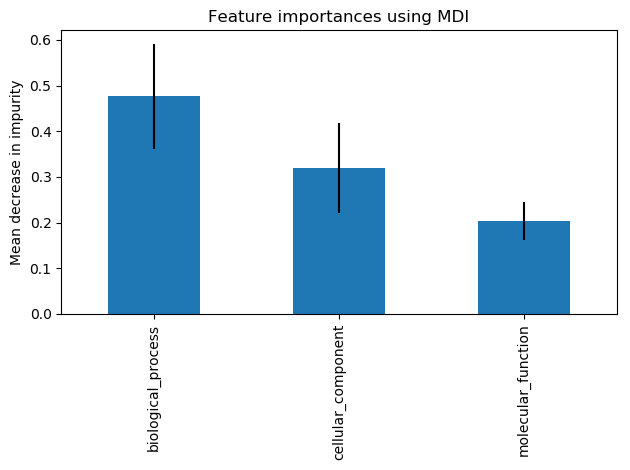 Feature importances using MDI
Mean decrease in impurity
0.6
0.5
0.4
0.3
0.2
0.1
0.0
biological_process
cellular_component
molecular_function